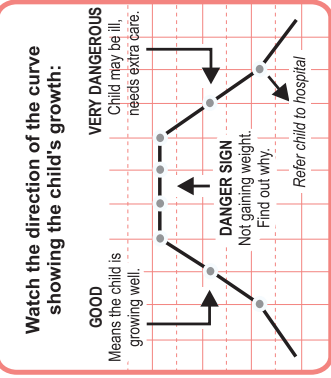 Watch the direction of the curve
showing the child's growth:
GOOD
Means the child is
growing well.
DANGER SIGN
Not gaining weight.
Find out why.
VERY DANGEROUS
Child may be ill,
needs extra care.
Refer child to hospital